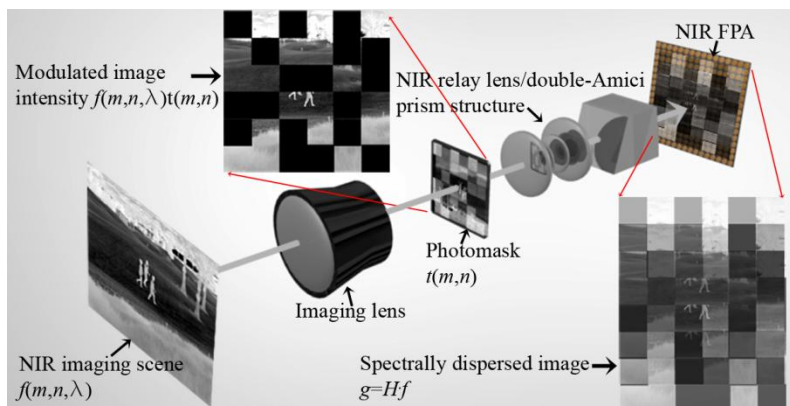 Modulated image
intensity f(m,n,λ)t(m,n)
NIR FPA
NIR relay lens/double-Amici
prism structure
Photomask
t(m,n)
Imaging lens
NIR imaging scene
f(m,n,λ)
Spectrally dispersed image
g=H·f